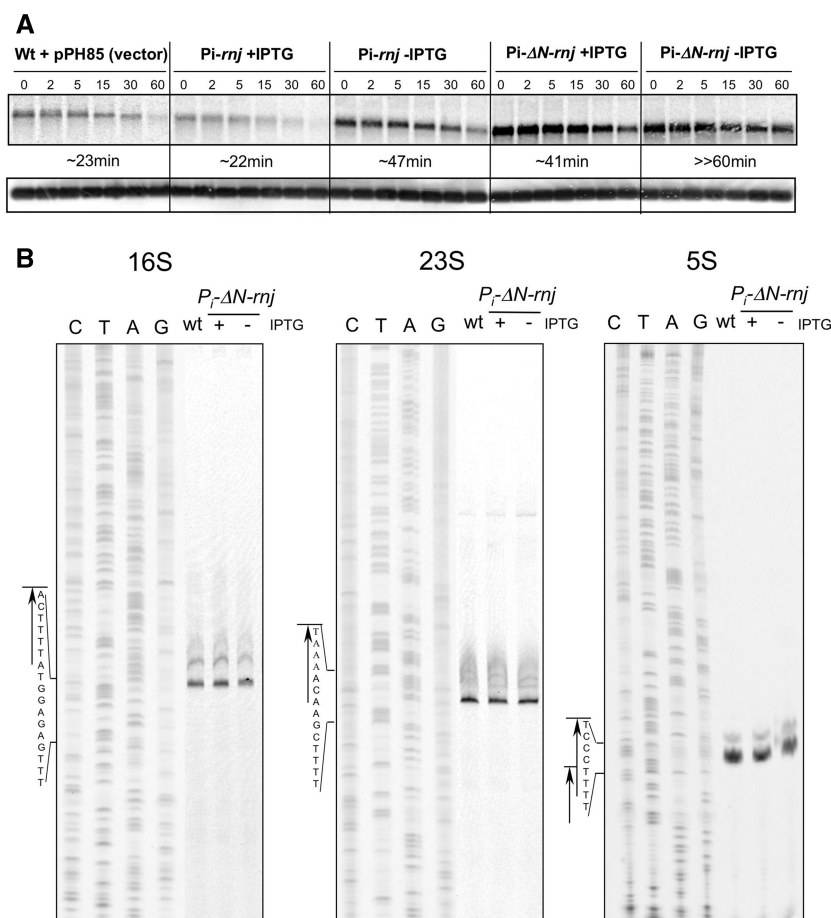 A
Wt + pPH85 (vector) Pi-rnj +IPTG Pi-rnj -IPTG Pi-ΔN-rnj +IPTG Pi-ΔN-rnj -IPTG
0 2 5 15 30 60 0 2 5 15 30 60 0 2 5 15 30 60 0 2 5 15 30 60 0 2 5 15 30 60
~23min ~22min ~47min ~41min >>60min
B
16S 23S 5S
Pi-ΔN-rnj Pi-ΔN-rnj Pi-ΔN-rnj
C T A G wt + - IPTG C T A G wt + - IPTG C T A G wt + - IPTG
ACTTTTATGGAGAGTTT
TAAAACAAGCTTTT
TCCCTTTT